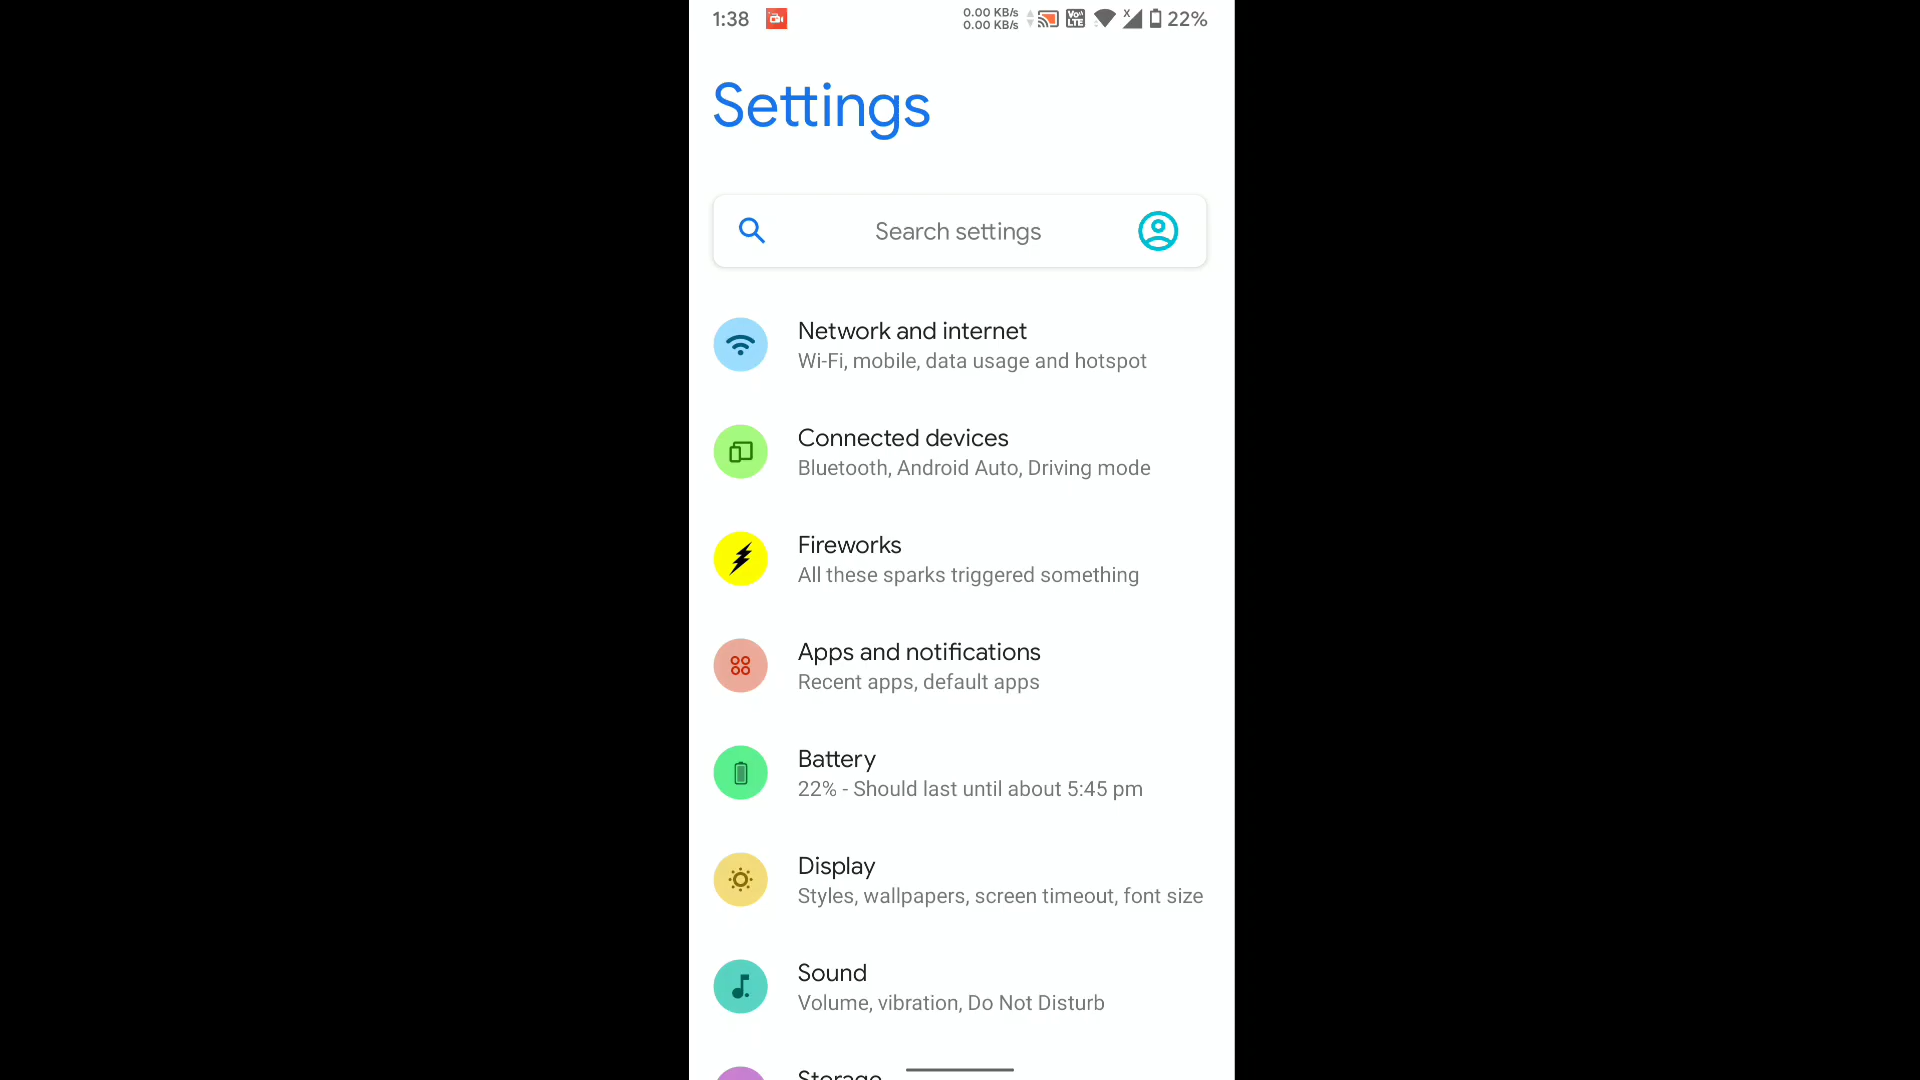 1:38
0.00 KB/s
0.00 KB/s
Vo))
LTE
X
22%
Settings
Search settings
Network and internet
Wi-Fi, mobile, data usage and hotspot
Connected devices
Bluetooth, Android Auto, Driving mode
Fireworks
All these sparks triggered something
Apps and notifications
Recent apps, default apps
Battery
22% - Should last until about 5:45 pm
Display
Styles, wallpapers, screen timeout, font size
Sound
Volume, vibration, Do Not Disturb
Storage